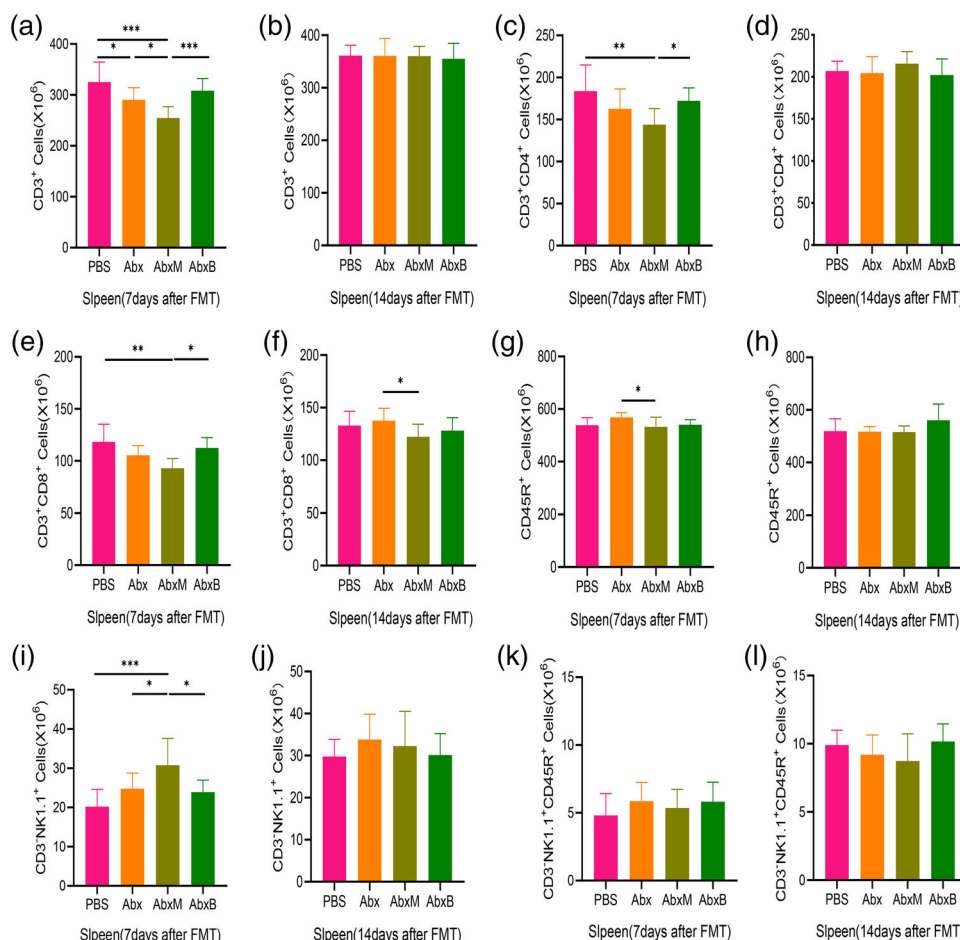 (a)
***
*
*
***
CD3+ Cells(X10⁶)
400
300
200
100
0
PBS Abx AbxM AbxB
Slpeen(7days after FMT)
(b)
CD3+ Cells(X10⁶)
400
300
200
100
0
PBS Abx AbxM AbxB
Slpeen(14days after FMT)
(c)
**
*
CD3+CD4+ Cells(X10⁶)
250
200
150
100
50
0
PBS Abx AbxM AbxB
Slpeen(7days after FMT)
(d)
CD3+CD4+ Cells(X10⁶)
250
200
150
100
50
0
PBS Abx AbxM AbxB
Slpeen(14days after FMT)
(e)
**
*
CD3+CD8+ Cells(X10⁶)
200
150
100
50
0
PBS Abx AbxM AbxB
Slpeen(7days after FMT)
(f)
*
CD3+CD8+ Cells(X10⁶)
200
150
100
50
0
PBS Abx AbxM AbxB
Slpeen(14days after FMT)
(g)
*
CD45R+ Cells(X10⁶)
800
600
400
200
0
PBS Abx AbxM AbxB
Slpeen(7days after FMT)
(h)
CD45R+ Cells(X10⁶)
800
600
400
200
0
PBS Abx AbxM AbxB
Slpeen(14days after FMT)
(i)
***
*
*
CD3-NK1.1+ Cells(X10⁶)
50
40
30
20
10
0
PBS Abx AbxM AbxB
Slpeen(7days after FMT)
(j)
CD3-NK1.1+ Cells(X10⁶)
50
40
30
20
10
0
PBS Abx AbxM AbxB
Slpeen(14days after FMT)
(k)
CD3-NK1.1+CD45R+ Cells(X10⁶)
15
10
5
0
PBS Abx AbxM AbxB
Slpeen(7days after FMT)
(l)
CD3-NK1.1+CD45R+ Cells(X10⁶)
15
10
5
0
PBS Abx AbxM AbxB
Slpeen(14days after FMT)